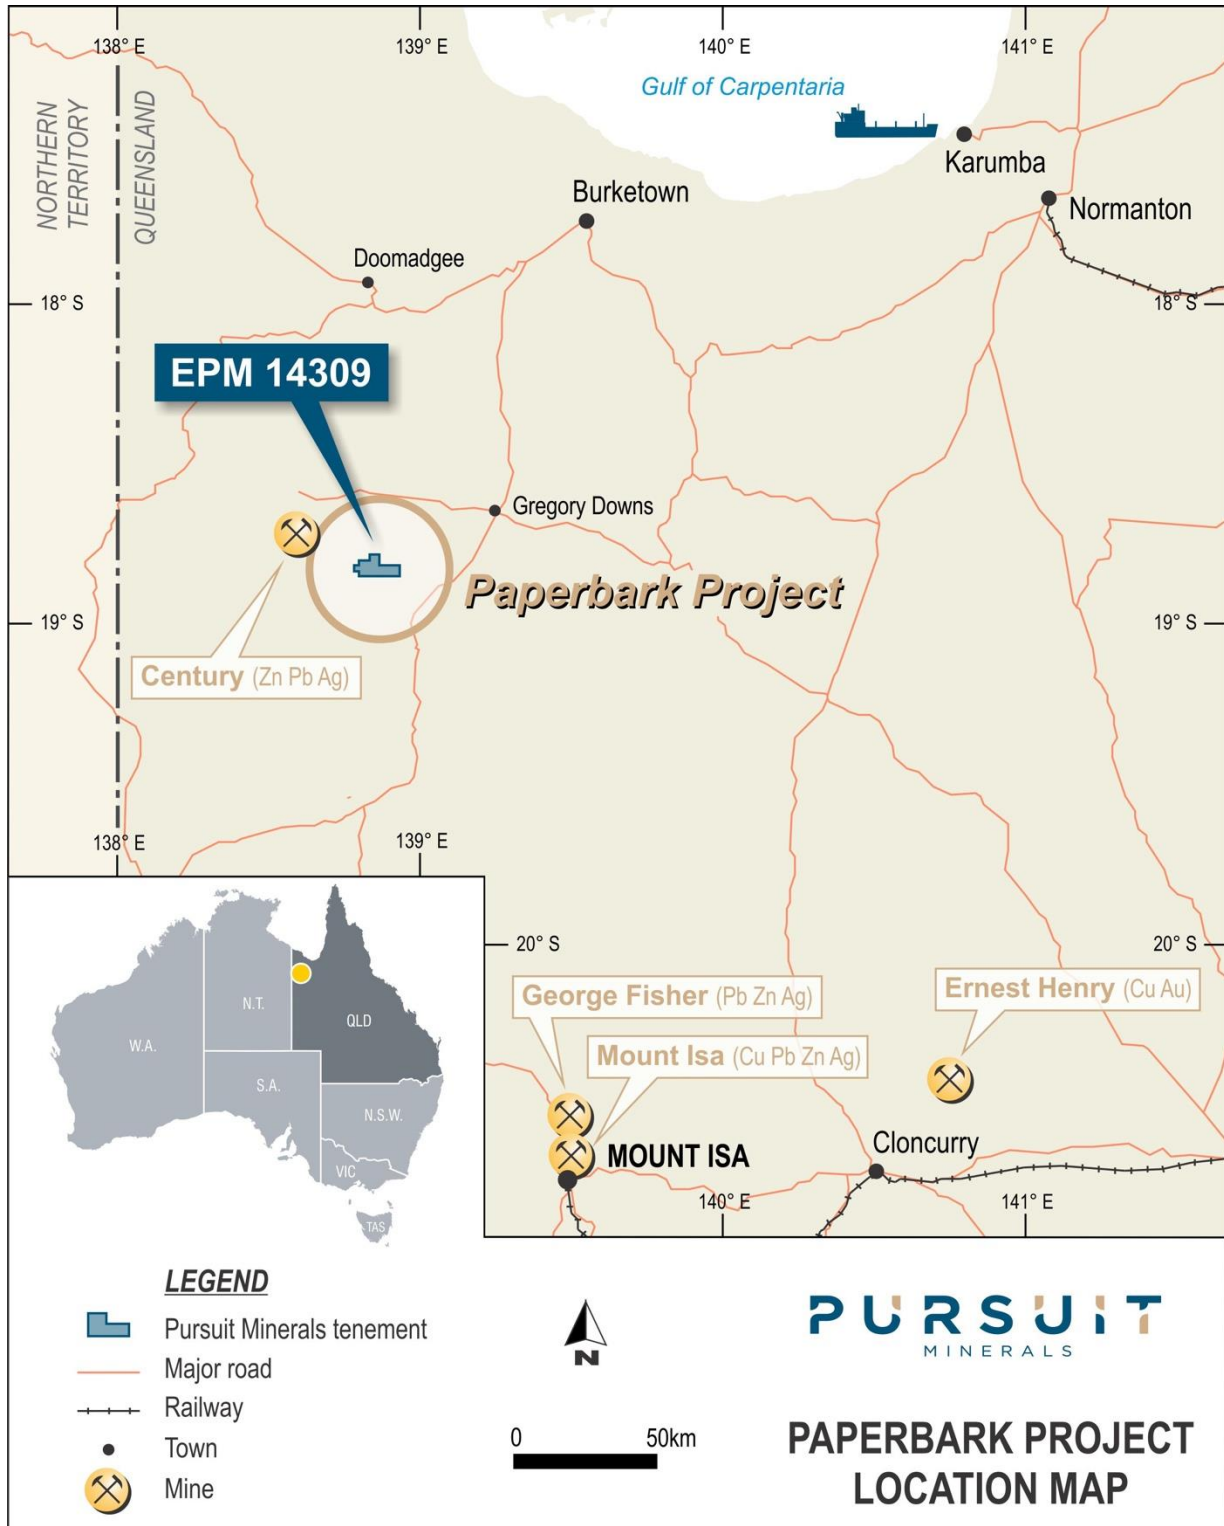 138° E
139° E
140° E
141° E
Gulf of Carpentaria
NORTHERN
TERRITORY
QUEENSLAND
Karumba
Burketown
Normanton
Doomadgee
18° S
18° S
EPM 14309
Gregory Downs
Paperbark Project
19° S
19° S
Century (Zn Pb Ag)
138° E
139° E
20° S
20° S
George Fisher (Pb Zn Ag)
Ernest Henry (Cu Au)
Mount Isa (Cu Pb Zn Ag)
N.T.
QLD
W.A.
S.A.
N.S.W.
VIC
TAS
MOUNT ISA
Cloncurry
140° E
141° E
LEGEND
Pursuit Minerals tenement
Major road
Railway
Town
Mine
N
0 50km
PURSUIT
MINERALS
PAPERBARK PROJECT
LOCATION MAP